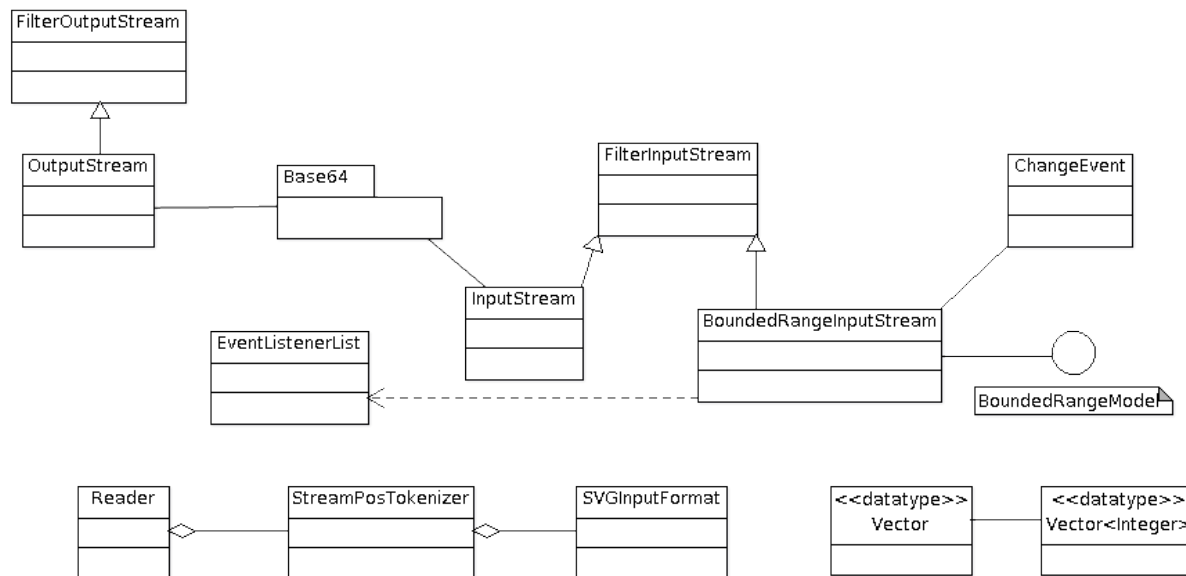 FilterOutputStream
OutputStream
Base64
FilterInputStream
ChangeEvent
InputStream
BoundedRangeInputStream
EventListenerList
BoundedRangeModel
Reader
StreamPosTokenizer
SVGInputFormat
<<datatype>>
Vector
<<datatype>>
Vector<Integer>